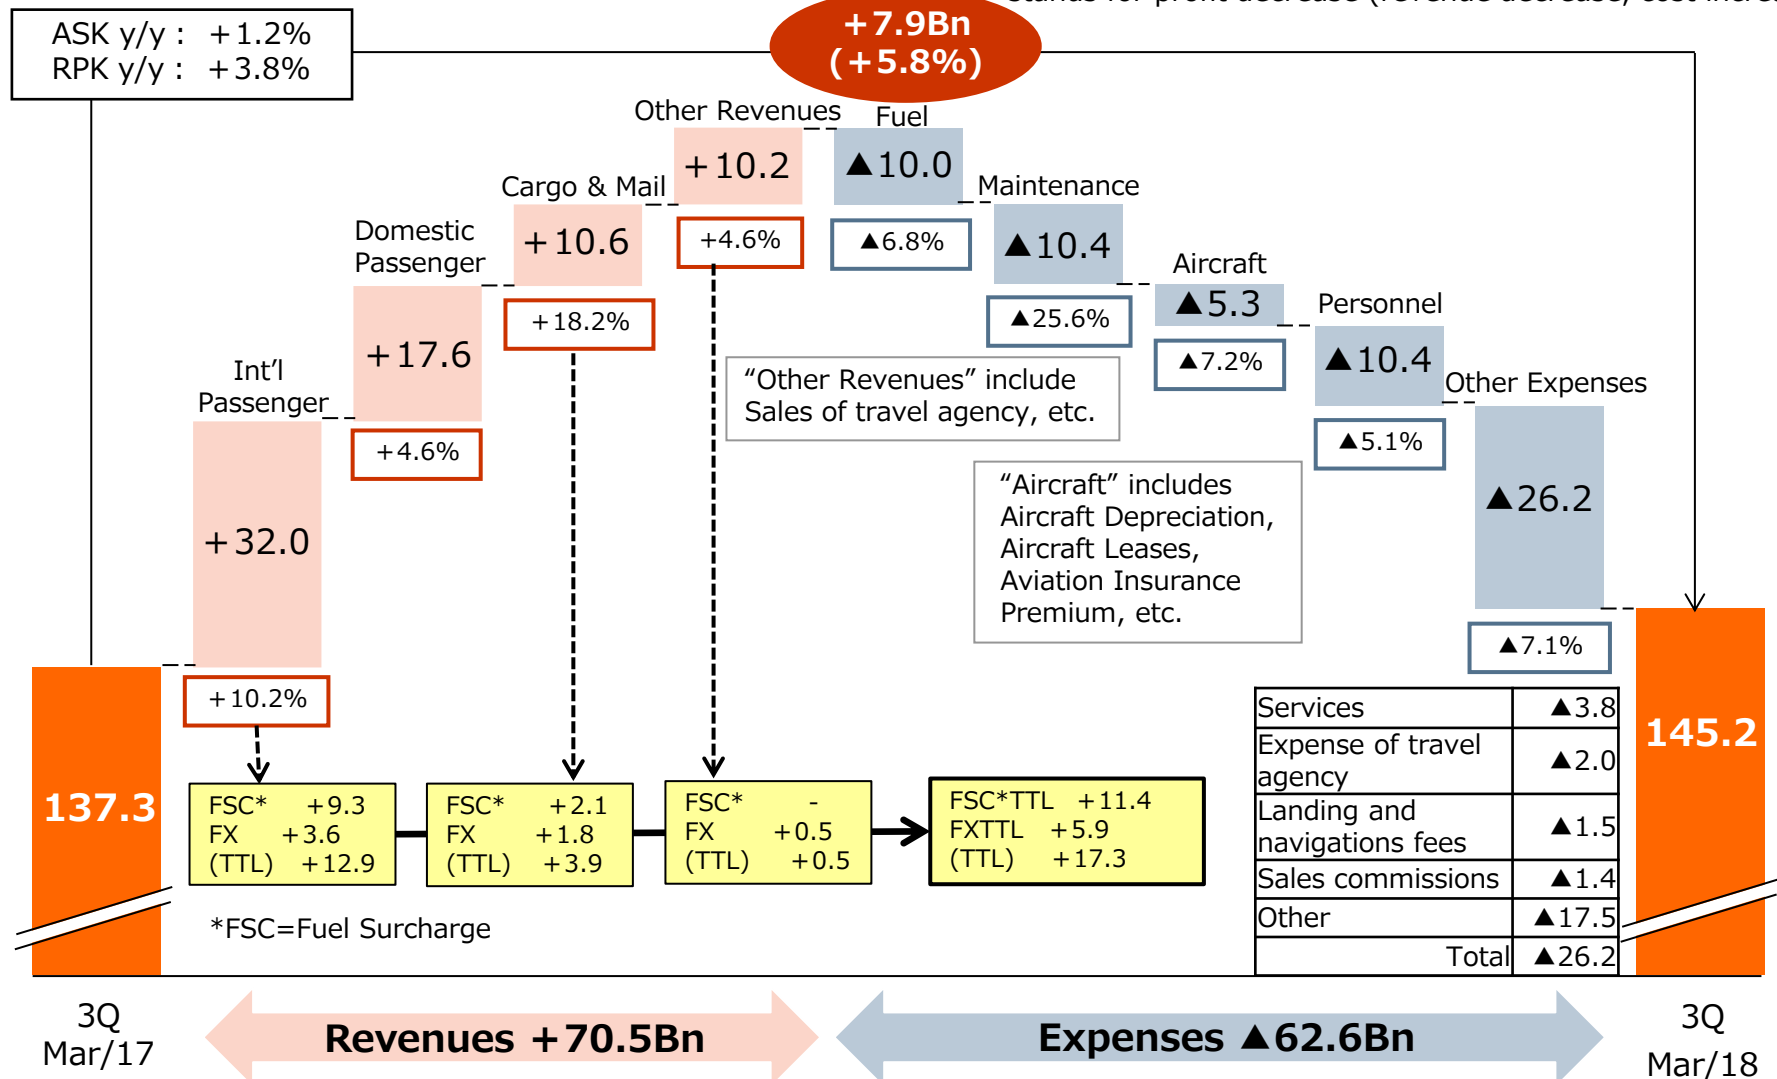 stands for profit decrease (revenue decrease, cost
ASK y/y : +1.2%
RPK y/y : +3.8%
+7.9Bn
(+5.8%)
Other Revenues
Fuel
+10.2
▲10.0
Cargo & Mail
Maintenance
+10.6
+4.6%
▲6.8%
▲10.4
Domestic
Passenger
Aircraft
+17.6
+18.2%
▲25.6%
▲5.3
Personnel
Int’l
Passenger
“Other Revenues” include
Sales of travel agency, etc.
▲7.2%
▲10.4
Other Expenses
+4.6%
▲5.1%
+32.0
“Aircraft” includes
Aircraft Depreciation,
Aircraft Leases,
Aviation Insurance
Premium, etc.
▲26.2
▲7.1%
+10.2%
137.3
FSC* +9.3
FX +3.6
(TTL) +12.9
FSC* +2.1
FX +1.8
(TTL) +3.9
FSC* -
FX +0.5
(TTL) +0.5
FSC*TTL +11.4
FXTTL +5.9
(TTL) +17.3
Services ▲3.8
Expense of travel
agency ▲2.0
Landing and
navigations fees ▲1.5
Sales commissions ▲1.4
Other ▲17.5
Total ▲26.2
145.2
*FSC=Fuel Surcharge
3Q
Mar/17
Revenues +70.5Bn
Expenses ▲62.6Bn
3Q
Mar/18